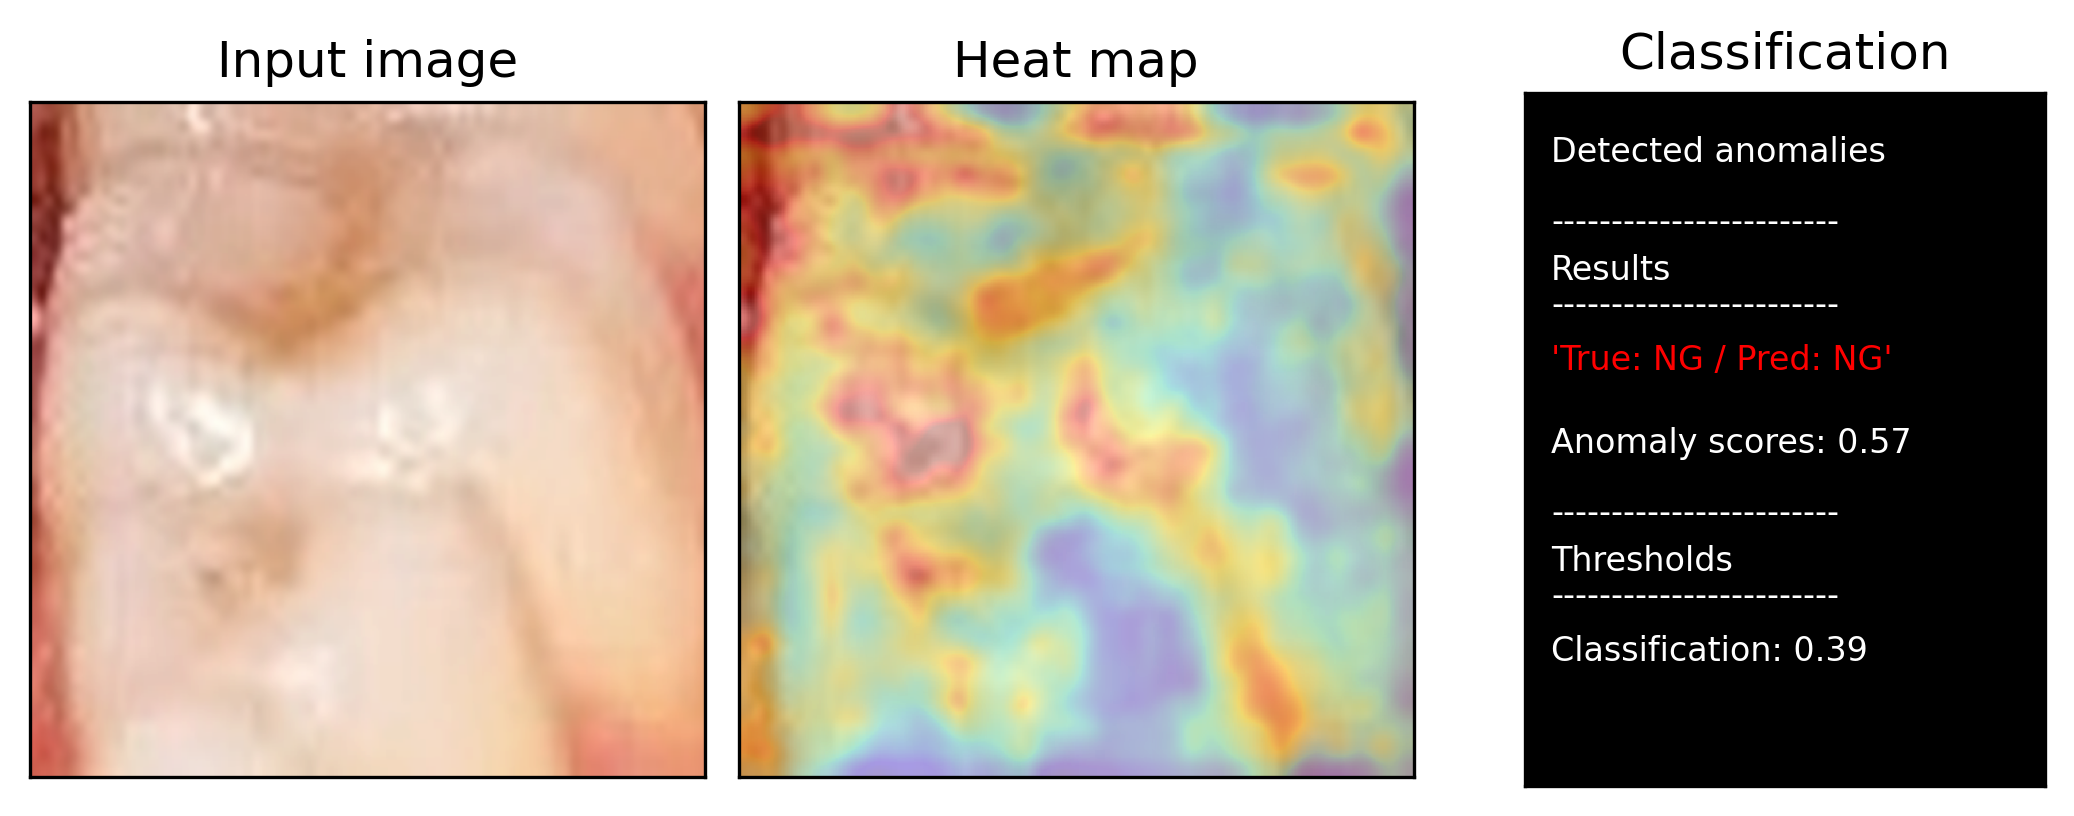 Input image
Heat map
Classification
Detected anomalies
------------------------
Results
------------------------
'True: NG / Pred: NG'
Anomaly scores: 0.57
------------------------
Thresholds
------------------------
Classification: 0.39